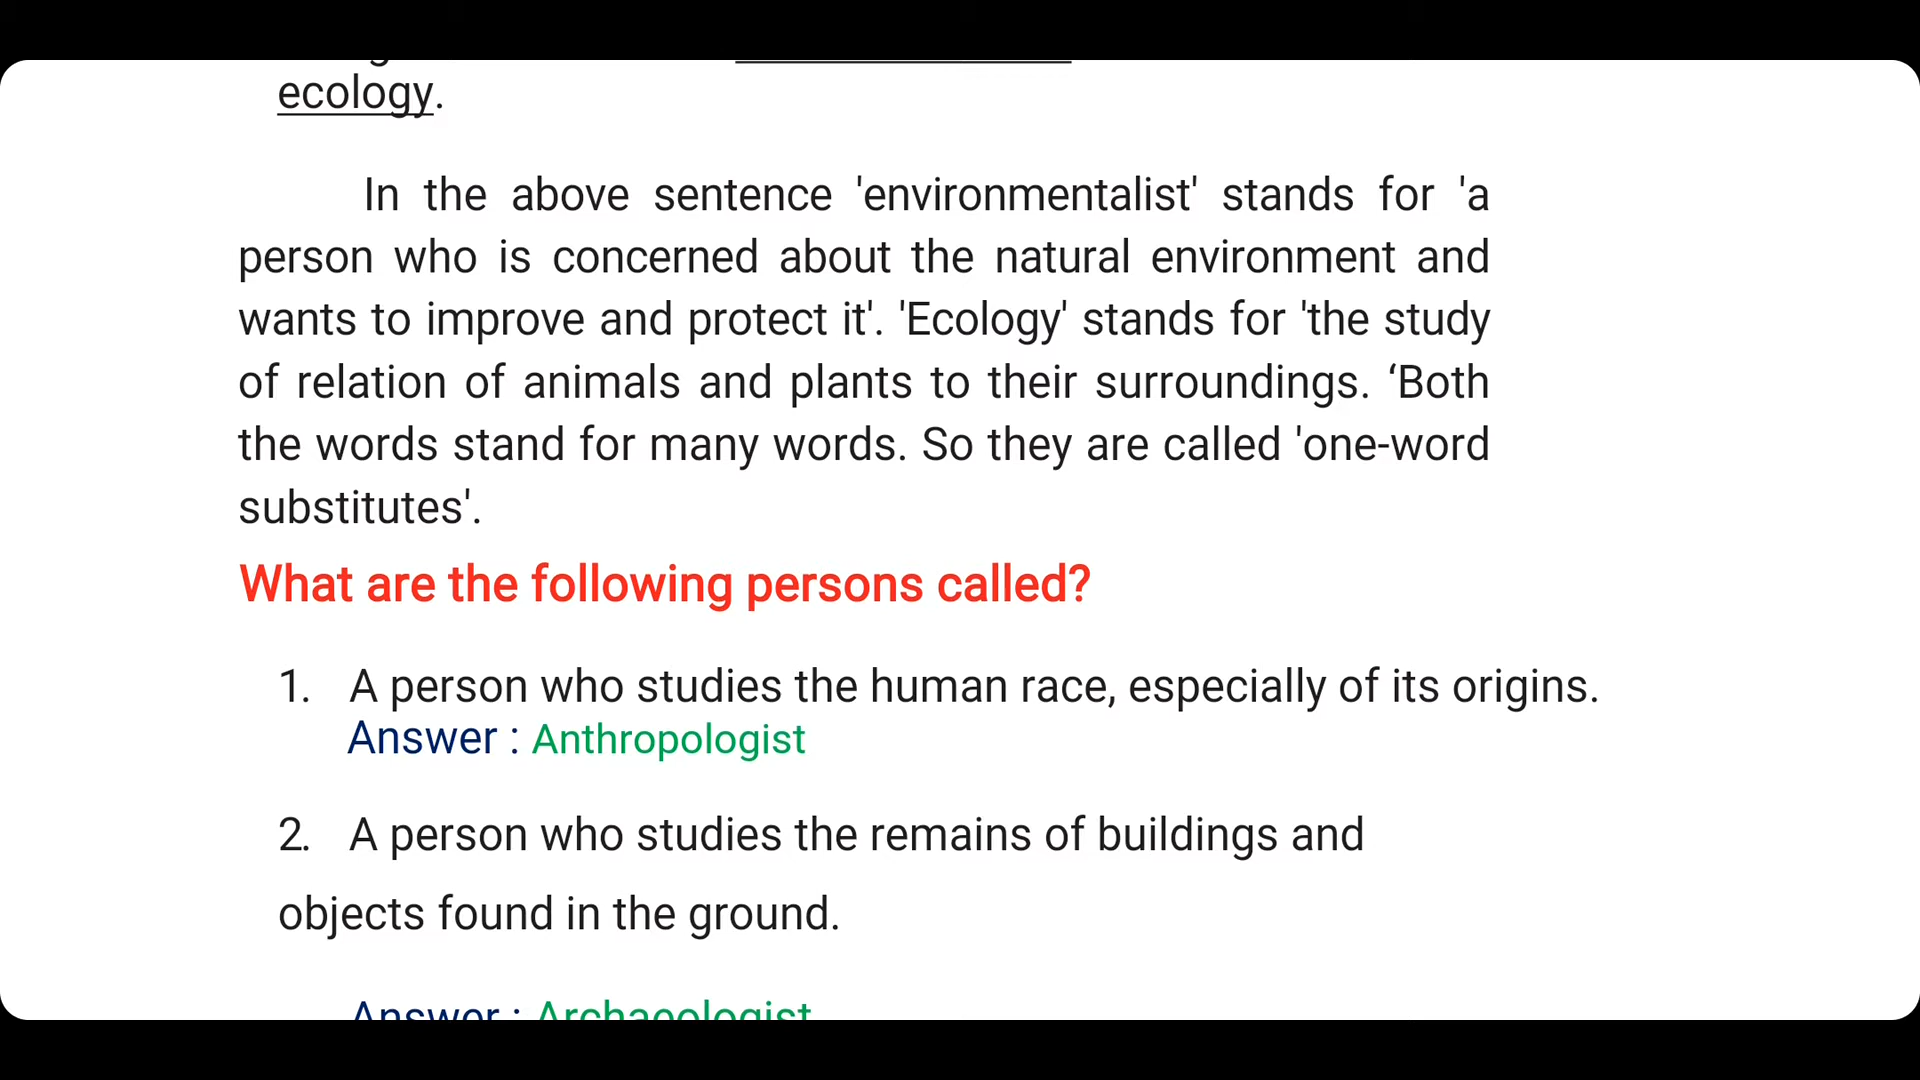 ecology.
In the above sentence 'environmentalist' stands for 'a
person who is concerned about the natural environment and
wants to improve and protect it'. 'Ecology' stands for 'the study
of relation of animals and plants to their surroundings. ‘Both
the words stand for many words. So they are called 'one-word
substitutes'.
What are the following persons called?
1. A person who studies the human race, especially of its origins.
Answer : Anthropologist
2. A person who studies the remains of buildings and
objects found in the ground.
Answer : Archaeologist